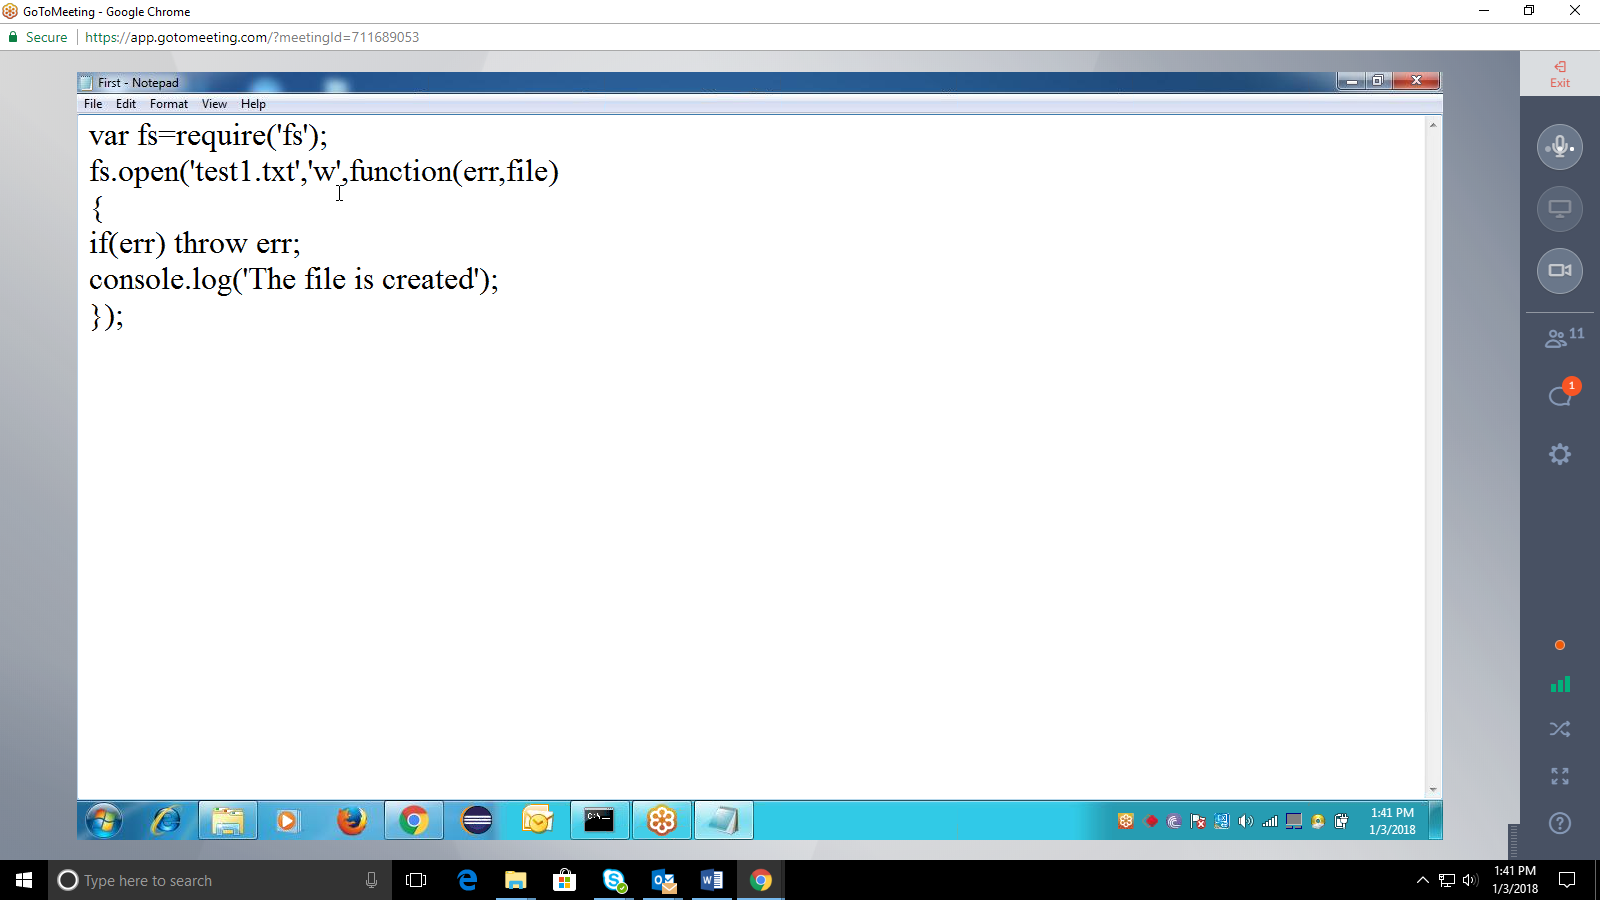 GoToMeeting - Google Chrome
Secure https://app.gotomeeting.com/?meetingId=711689053
Exit
First - Notepad
File Edit Format View Help
var fs=require('fs');
fs.open('test1.txt','w',function(err,file)
{
if(err) throw err;
console.log('The file is created');
});
11
1
C:\_
1:41 PM
1/3/2018
Type here to search
1:41 PM
1/3/2018